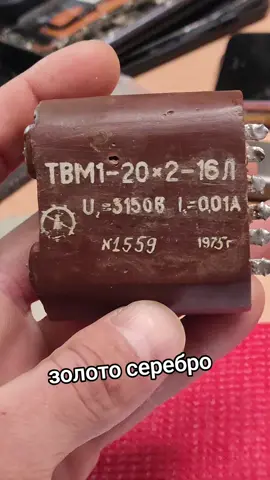 ТВМ1-20×2-16Л
U₁=3150В I₁=0,01А
№1559 1975г
золото серебро